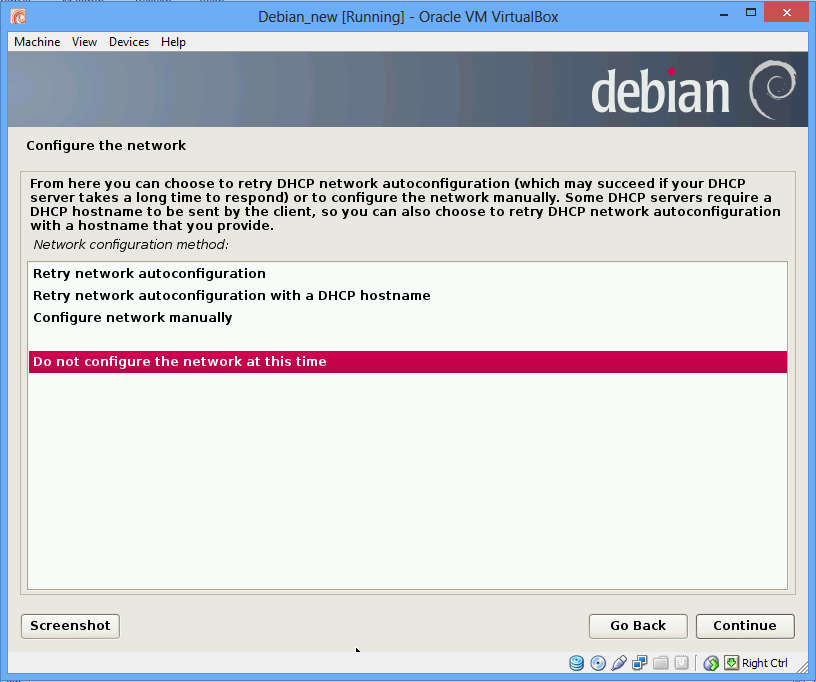 Debian_new [Running] - Oracle VM VirtualBox
Machine View Devices Help
debian
Configure the network
From here you can choose to retry DHCP network autoconfiguration (which may succeed if your DHCP
server takes a long time to respond) or to configure the network manually. Some DHCP servers require a
DHCP hostname to be sent by the client, so you can also choose to retry DHCP network autoconfiguration
with a hostname that you provide.
Network configuration method:
Retry network autoconfiguration
Retry network autoconfiguration with a DHCP hostname
Configure network manually
Do not configure the network at this time
Screenshot Go Back Continue
Right Ctrl